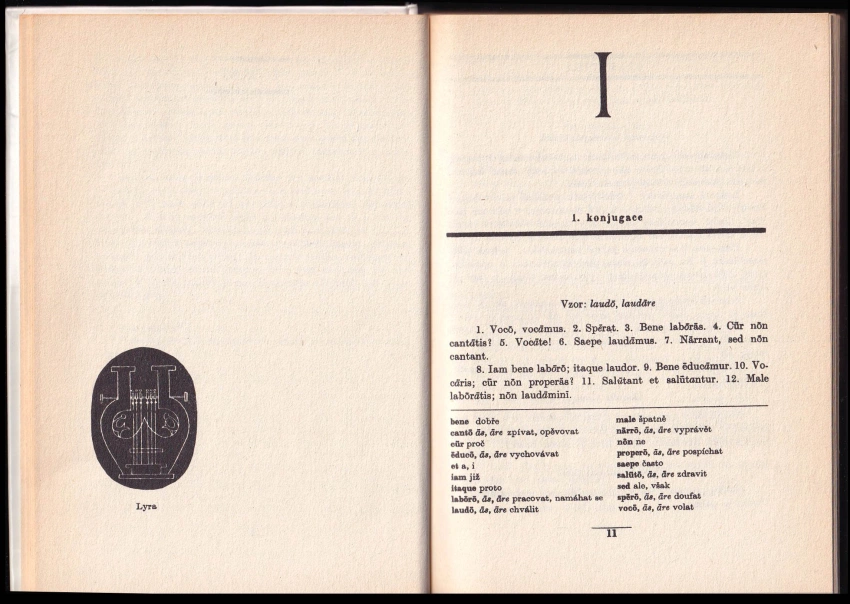 Lyra
I
1. konjugace
Vzor: laudō, laudāre
1. Vocō, vocāmus. 2. Spērat. 3. Bene labōrās. 4. Cūr nōn
cantātis? 5. Vocāte! 6. Saepe laudāmus. 7. Nārrant, sed nōn
cantant.
8. Iam bene labōrō; itaque laudor. 9. Bene ēducāmur. 10. Vo-
cāris; cūr nōn properās? 11. Salūtant et salūtantur. 12. Male
labōrātis; nōn laudāminī.
bene dobře
cantō ās, āre zpívat, opěvovat
cūr proč
ēducō, ās, āre vychovávat
et a, i
iam již
itaque proto
labōrō, ās, āre pracovat, namáhat se
laudō, ās, āre chválit
male špatně
nārrō, ās, āre vyprávět
nōn ne
properō, ās, āre pospíchat
saepe často
salūtō, ās, āre zdravit
sed ale, však
spērō, ās, āre doufat
vocō, ās, āre volat
11